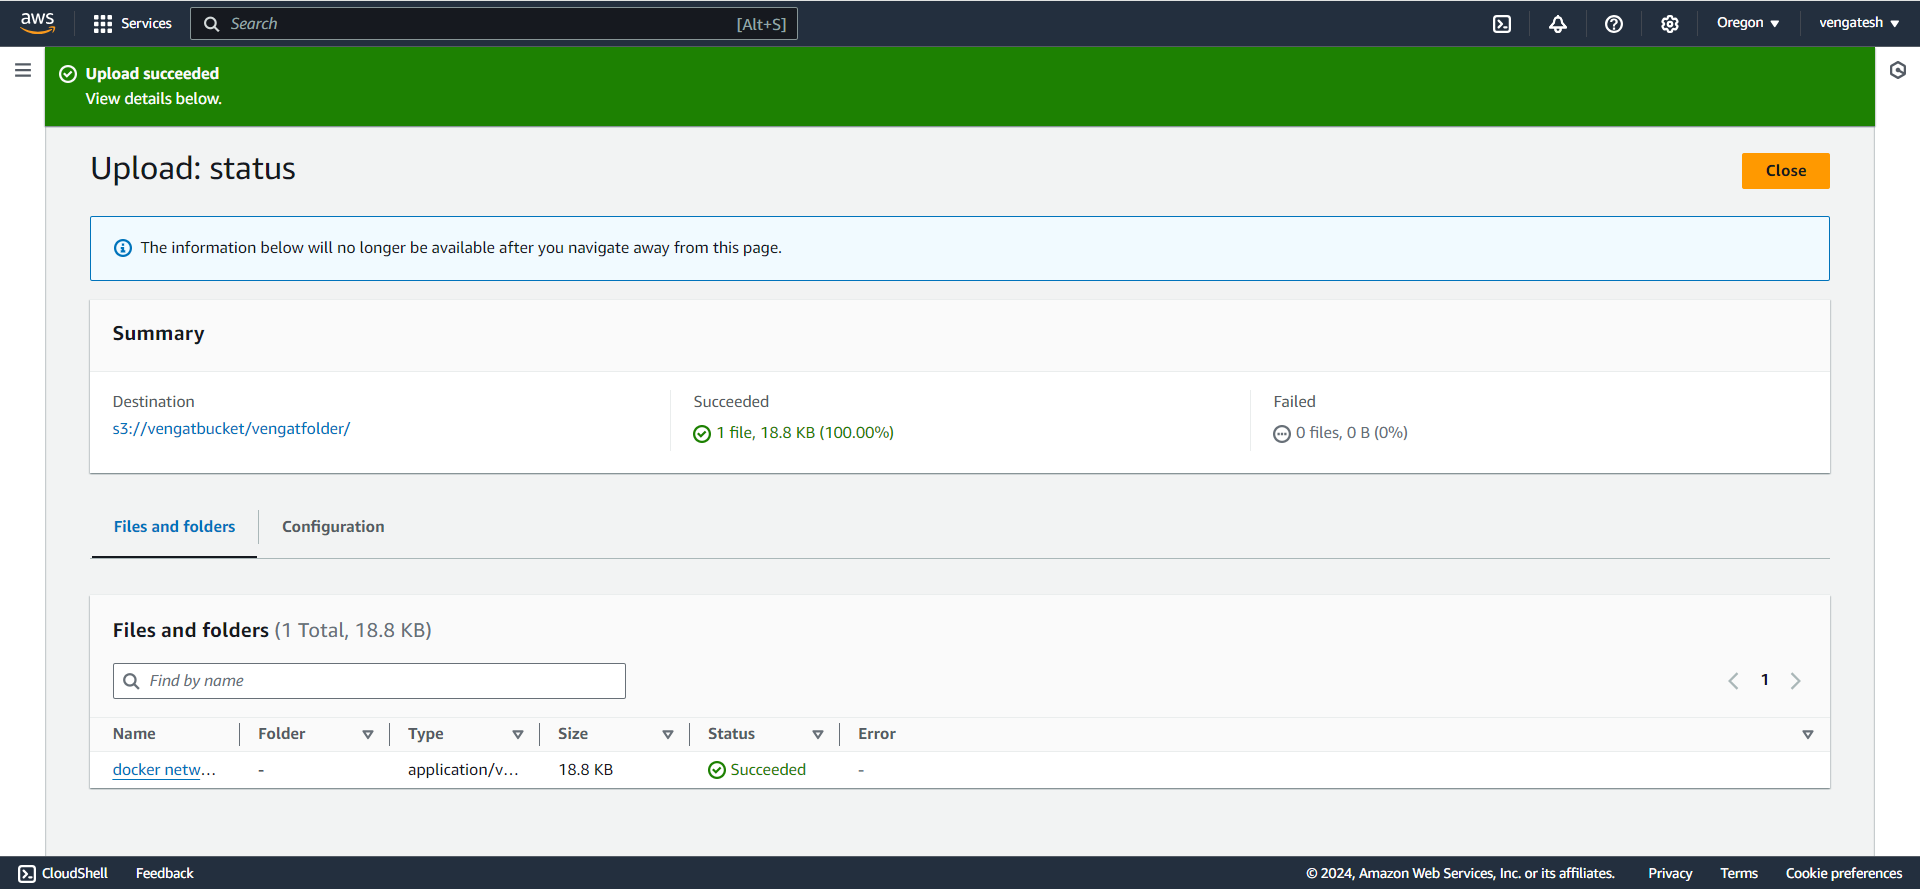 aws Services Search [Alt+S] Oregon vengatesh
Upload succeeded
View details below.
Upload: status
Close
The information below will no longer be available after you navigate away from this page.
Summary
Destination Succeeded Failed
s3://vengatbucket/vengatfolder/ 1 file, 18.8 KB (100.00%) 0 files, 0 B (0%)
Files and folders Configuration
Files and folders (1 Total, 18.8 KB)
Find by name 1
Name Folder Type Size Status Error
docker netw... - application/v... 18.8 KB Succeeded -
CloudShell Feedback © 2024, Amazon Web Services, Inc. or its affiliates. Privacy Terms Cookie preferences